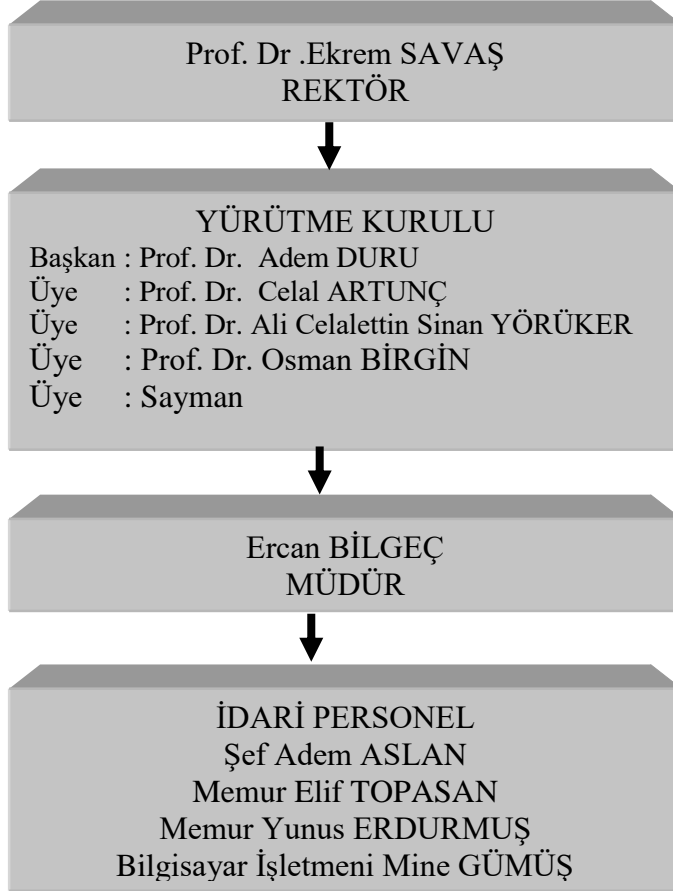 Prof. Dr .Ekrem SAVAŞ
REKTÖR
YÜRÜTME KURULU
Başkan : Prof. Dr. Adem DURU
Üye : Prof. Dr. Celal ARTUNÇ
Üye : Prof. Dr. Ali Celalettin Sinan YÖRÜKER
Üye : Prof. Dr. Osman BİRGİN
Üye : Sayman
Ercan BİLGEÇ
MÜDÜR
İDARİ PERSONEL
Şef Adem ASLAN
Memur Elif TOPASAN
Memur Yunus ERDURMUŞ
Bilgisayar İşletmeni Mine GÜMÜŞ